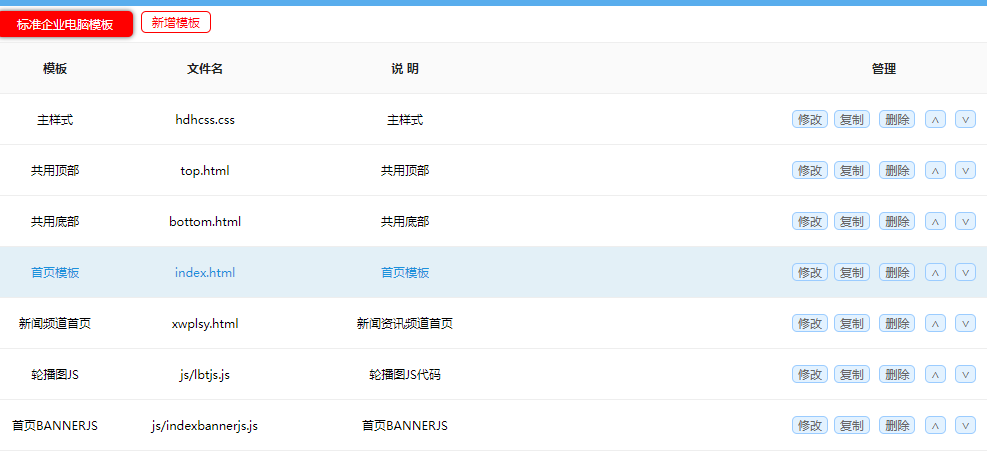 标准企业电脑模板 新增模板
模板 文件名 说 明 管理
主样式 hdhcss.css 主样式 修改 复制 删除 ∧ ∨
共用顶部 top.html 共用顶部 修改 复制 删除 ∧ ∨
共用底部 bottom.html 共用底部 修改 复制 删除 ∧ ∨
首页模板 index.html 首页模板 修改 复制 删除 ∧ ∨
新闻频道首页 xwplsy.html 新闻资讯频道首页 修改 复制 删除 ∧ ∨
轮播图JS js/lbtjs.js 轮播图JS代码 修改 复制 删除 ∧ ∨
首页BANNERJS js/indexbannerjs.js 首页BANNERJS 修改 复制 删除 ∧ ∨